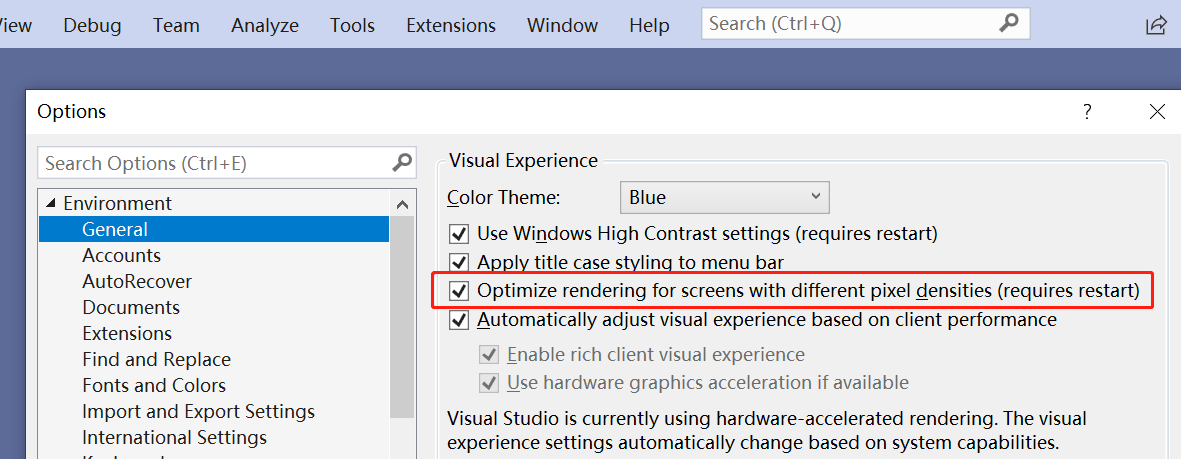 View Debug Team Analyze Tools Extensions Window Help Search (Ctrl+Q)
Options ?
Search Options (Ctrl+E)
Environment
General
Accounts
AutoRecover
Documents
Extensions
Find and Replace
Fonts and Colors
Import and Export Settings
International Settings
Visual Experience
Color Theme: Blue
Use Windows High Contrast settings (requires restart)
Apply title case styling to menu bar
Optimize rendering for screens with different pixel densities (requires restart)
Automatically adjust visual experience based on client performance
Enable rich client visual experience
Use hardware graphics acceleration if available
Visual Studio is currently using hardware-accelerated rendering. The visual
experience settings automatically change based on system capabilities.